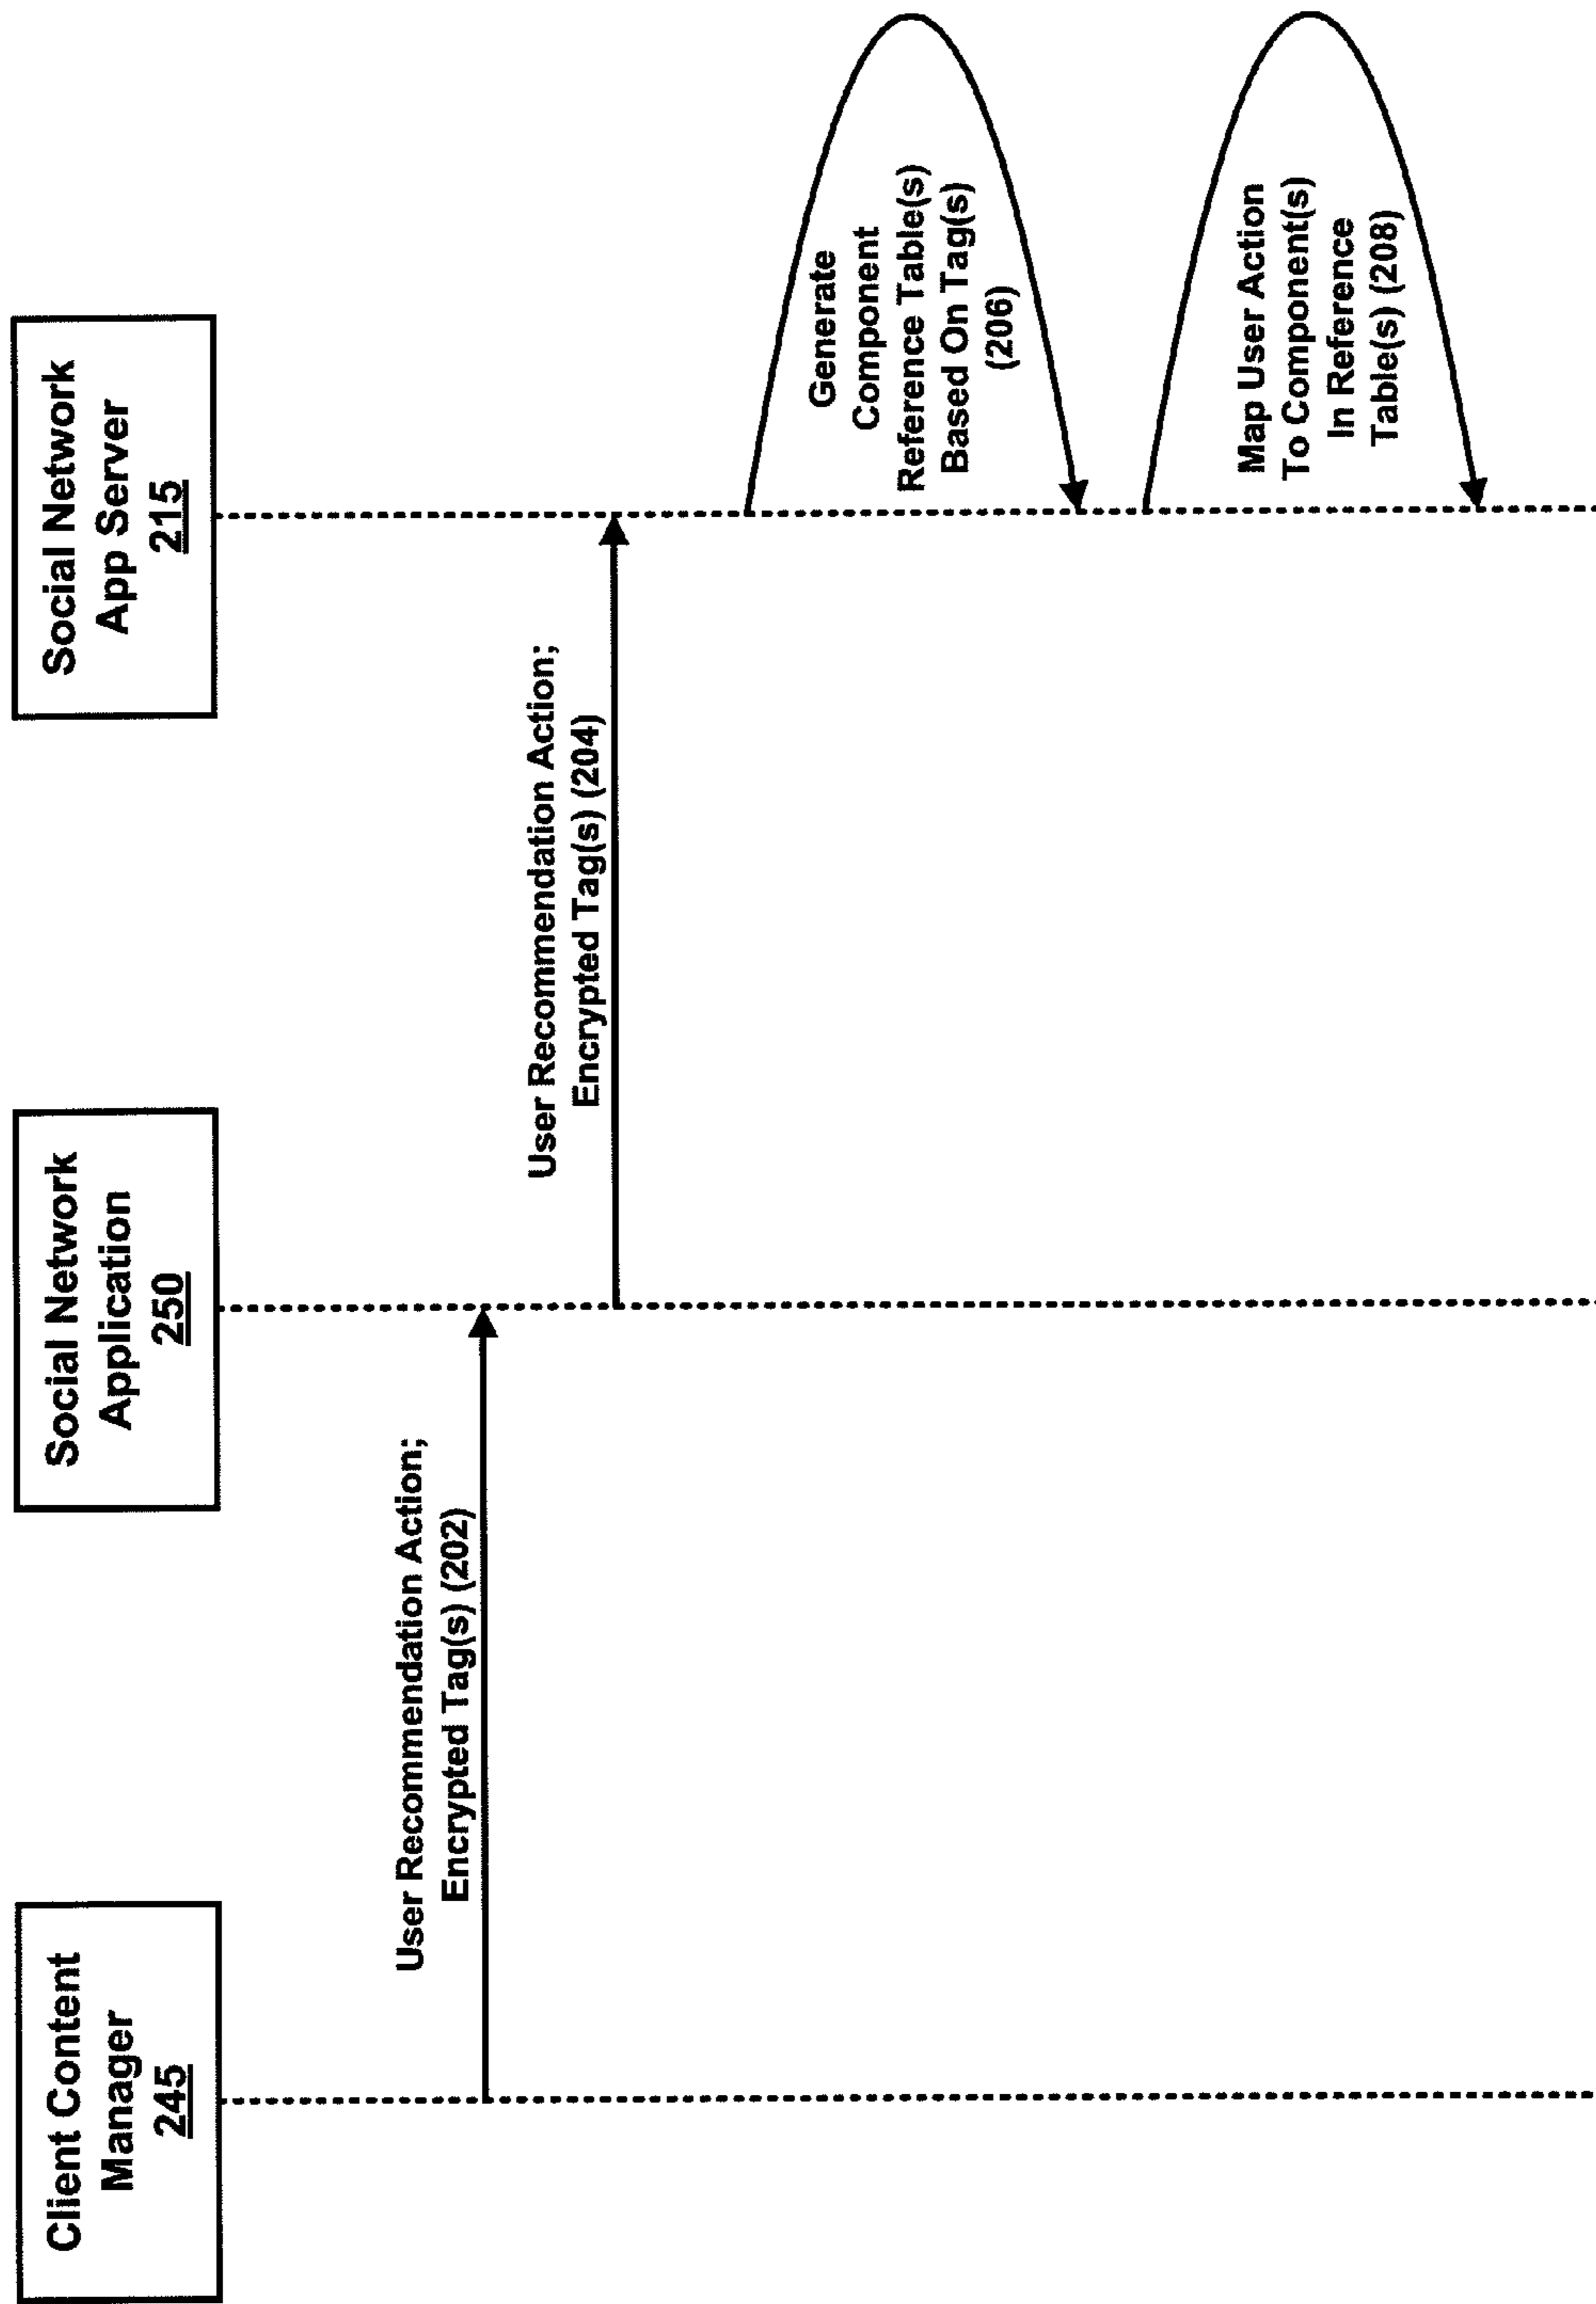 Client Content
Manager
245
Social Network
Application
250
Social Network
App Server
215
User Recommendation Action;
Encrypted Tag(s) (202)
User Recommendation Action;
Encrypted Tag(s) (204)
Generate
Component
Reference Table(s)
Based On Tag(s)
(206)
Map User Action
To Component(s)
In Reference
Table(s) (208)